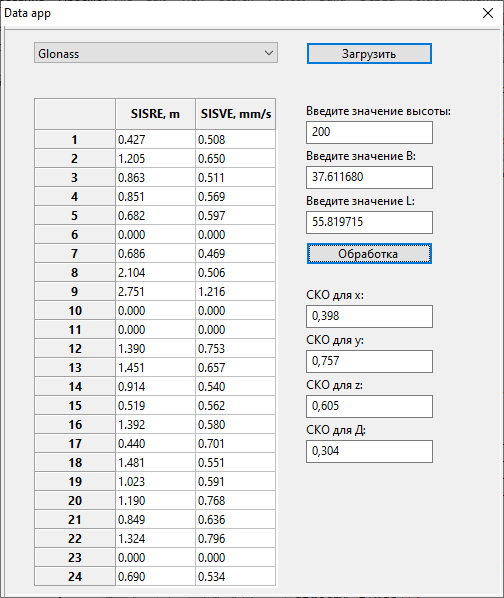 Data app
Glonass
Загрузить
SISRE, m SISVE, mm/s
1 0.427 0.508
2 1.205 0.650
3 0.863 0.511
4 0.851 0.569
5 0.682 0.597
6 0.000 0.000
7 0.686 0.469
8 2.104 0.506
9 2.751 1.216
10 0.000 0.000
11 0.000 0.000
12 1.390 0.753
13 1.451 0.657
14 0.914 0.540
15 0.519 0.562
16 1.392 0.580
17 0.440 0.701
18 1.481 0.551
19 1.023 0.591
20 1.190 0.768
21 0.849 0.636
22 1.324 0.796
23 0.000 0.000
24 0.690 0.534
Введите значение высоты:
200
Введите значение B:
37.611680
Введите значение L:
55.819715
Обработка
СКО для x:
0,398
СКО для y:
0,757
СКО для z:
0,605
СКО для Д:
0,304